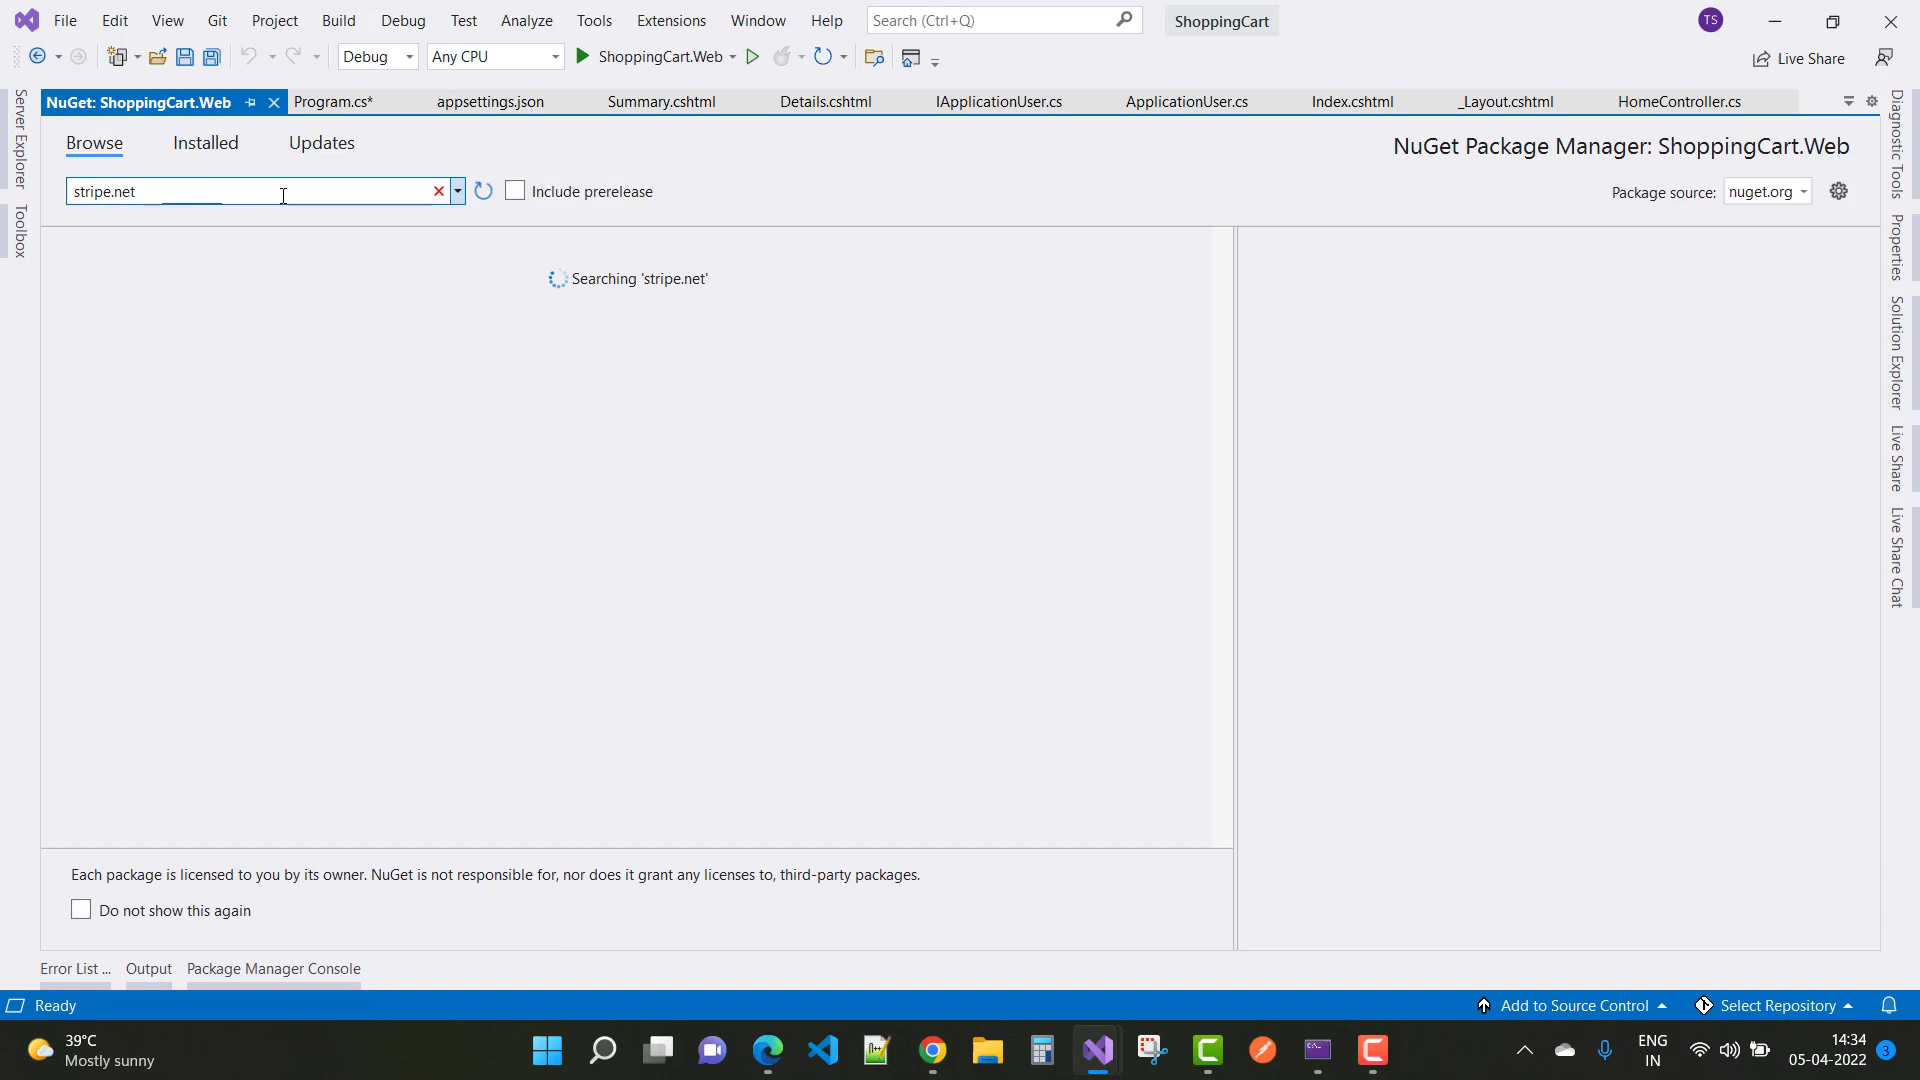 File Edit View Git Project Build Debug Test Analyze Tools Extensions Window Help Search (Ctrl+Q) ShoppingCart TS
Debug Any CPU ShoppingCart.Web Live Share
NuGet: ShoppingCart.Web Program.cs* appsettings.json Summary.cshtml Details.cshtml IApplicationUser.cs ApplicationUser.cs Index.cshtml _Layout.cshtml HomeController.cs
Server Explorer
Toolbox
Browse Installed Updates
NuGet Package Manager: ShoppingCart.Web
stripe.net Include prerelease
Package source: nuget.org
Searching 'stripe.net'
Diagnostic Tools
Properties
Solution Explorer
Live Share
Live Share Chat
Each package is licensed to you by its owner. NuGet is not responsible for, nor does it grant any licenses to, third-party packages.
Do not show this again
Error List ... Output Package Manager Console
Ready Add to Source Control Select Repository
39°C
Mostly sunny
ENG
IN
14:34
05-04-2022
3